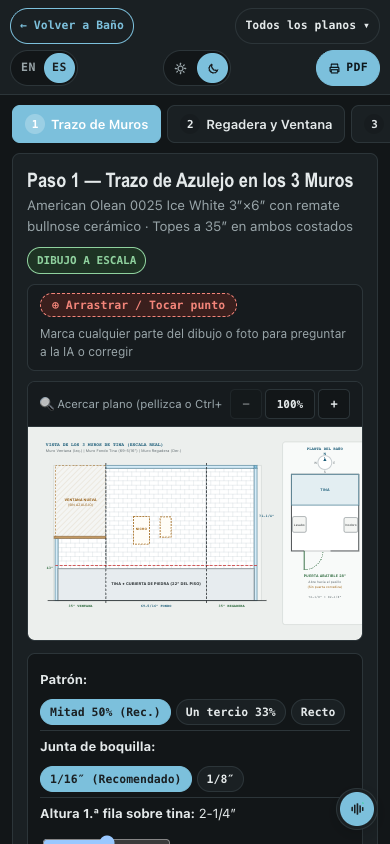 ← Volver a Baño
Todos los planos ▾
EN ES
PDF
1 Trazo de Muros
2 Regadera y Ventana
3
Paso 1 — Trazo de Azulejo en los 3 Muros
American Olean 0025 Ice White 3″×6″ con remate
bullnose cerámico · Topes a 35″ en ambos costados
DIBUJO A ESCALA
⊕ Arrastrar / Tocar punto
Marca cualquier parte del dibujo o foto para preguntar
a la IA o corregir
Acercar plano (pellizca o Ctrl+
− 100% +
VISTA DE LOS 3 MUROS DE TINA (ESCALA REAL)
PLANTA DEL BAÑO
VENTANA NUEVA
NICHO
TINA
TINA + CUBIERTA DE PIEDRA (22" DEL PISO)
PUERTA ABATIBLE 28"
Patrón:
Mitad 50% (Rec.) Un tercio 33% Recto
Junta de boquilla:
1/16″ (Recomendado) 1/8″
Altura 1.ª fila sobre tina: 2-1/4″